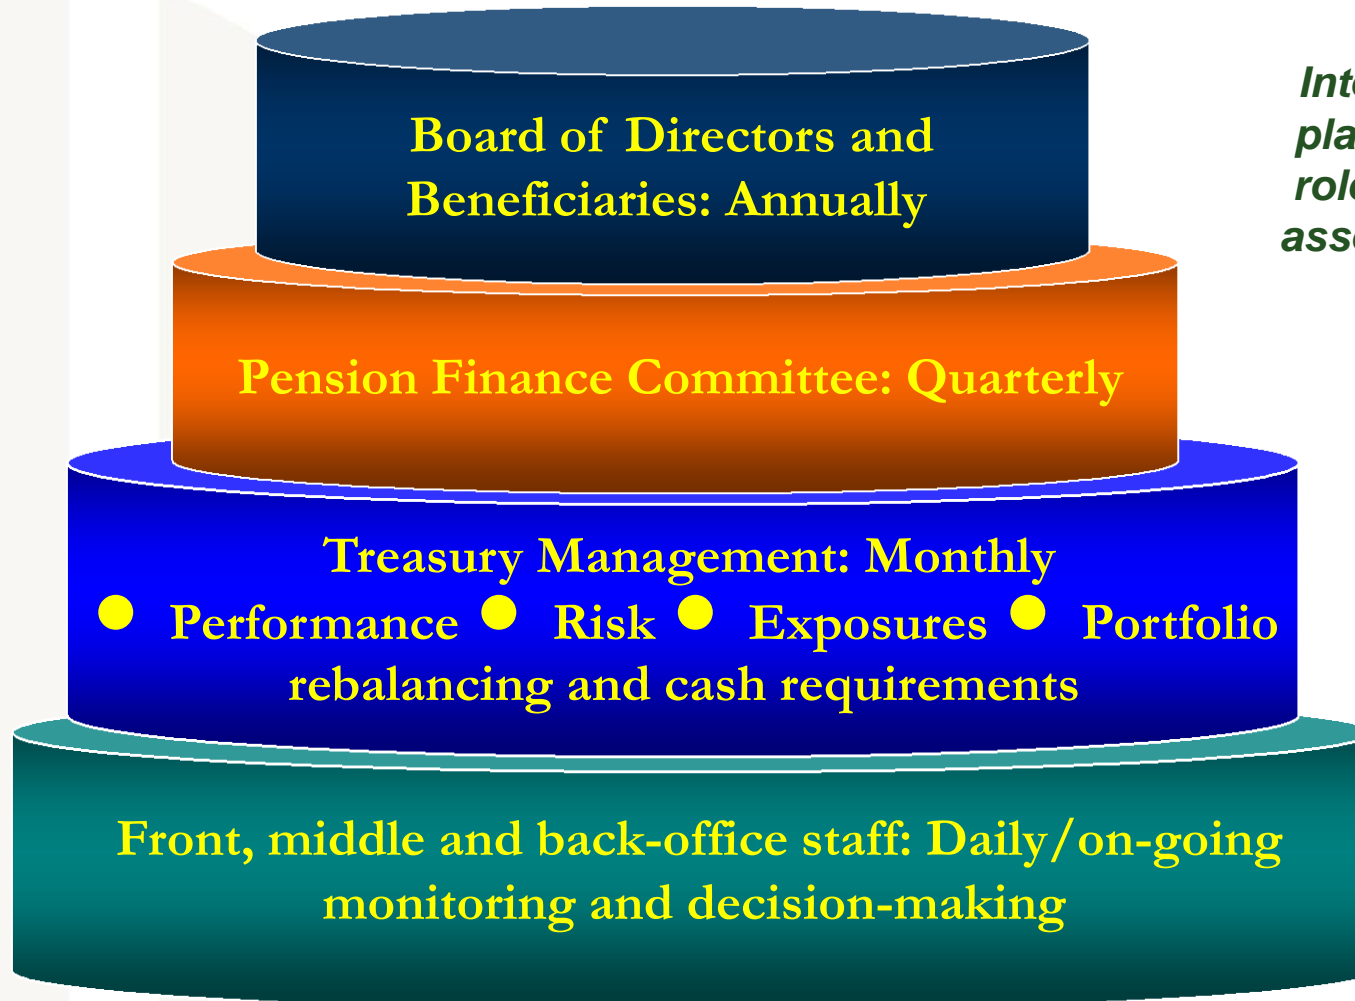 Board of Directors and
Beneficiaries: Annually
Pension Finance Committee: Quarterly
Treasury Management: Monthly
● Performance ● Risk ● Exposures ● Portfolio
rebalancing and cash requirements
Front, middle and back-office staff: Daily/on-going
monitoring and decision-making